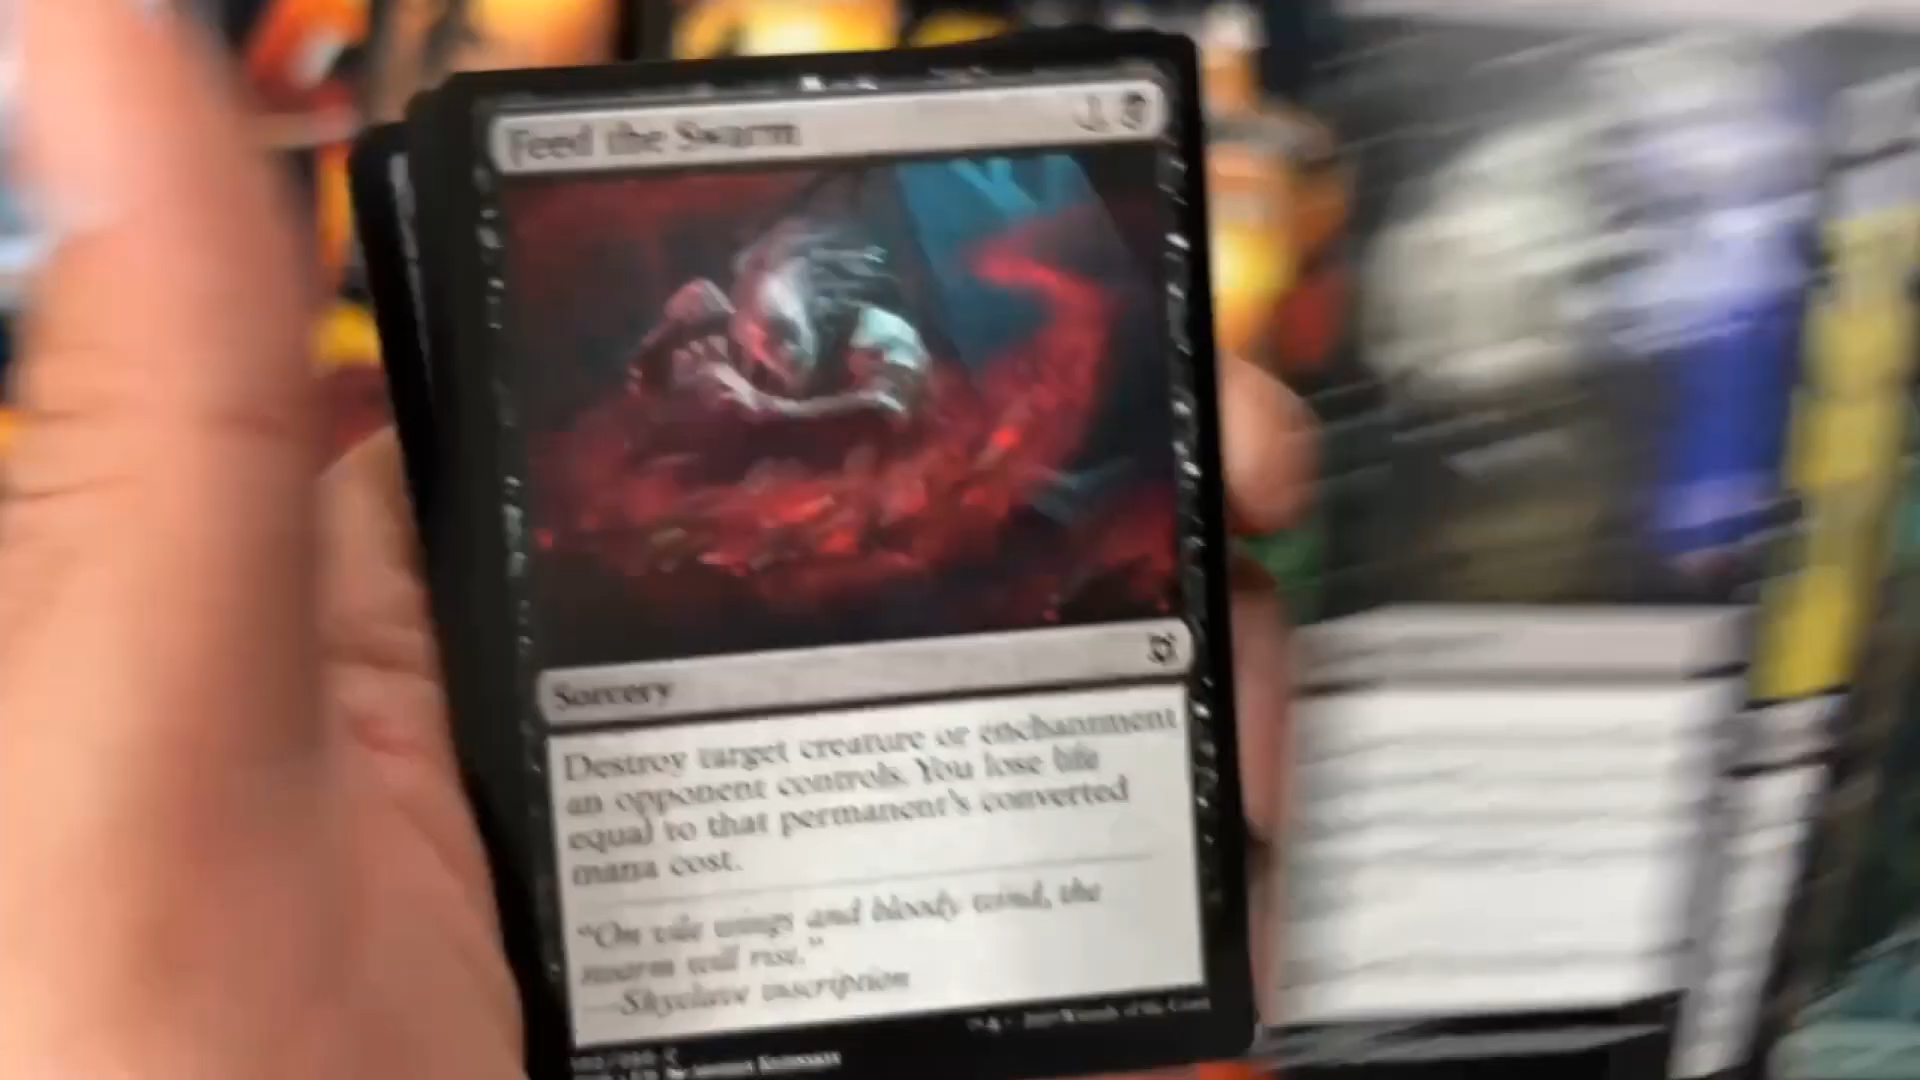 Feed the Swarm 1
Sorcery
Destroy target creature or enchantment
an opponent controls. You lose life
equal to that permanent's converted
mana cost.
"On vile wings and bloody wind, the
swarm will rise."
—Skyclave inscription